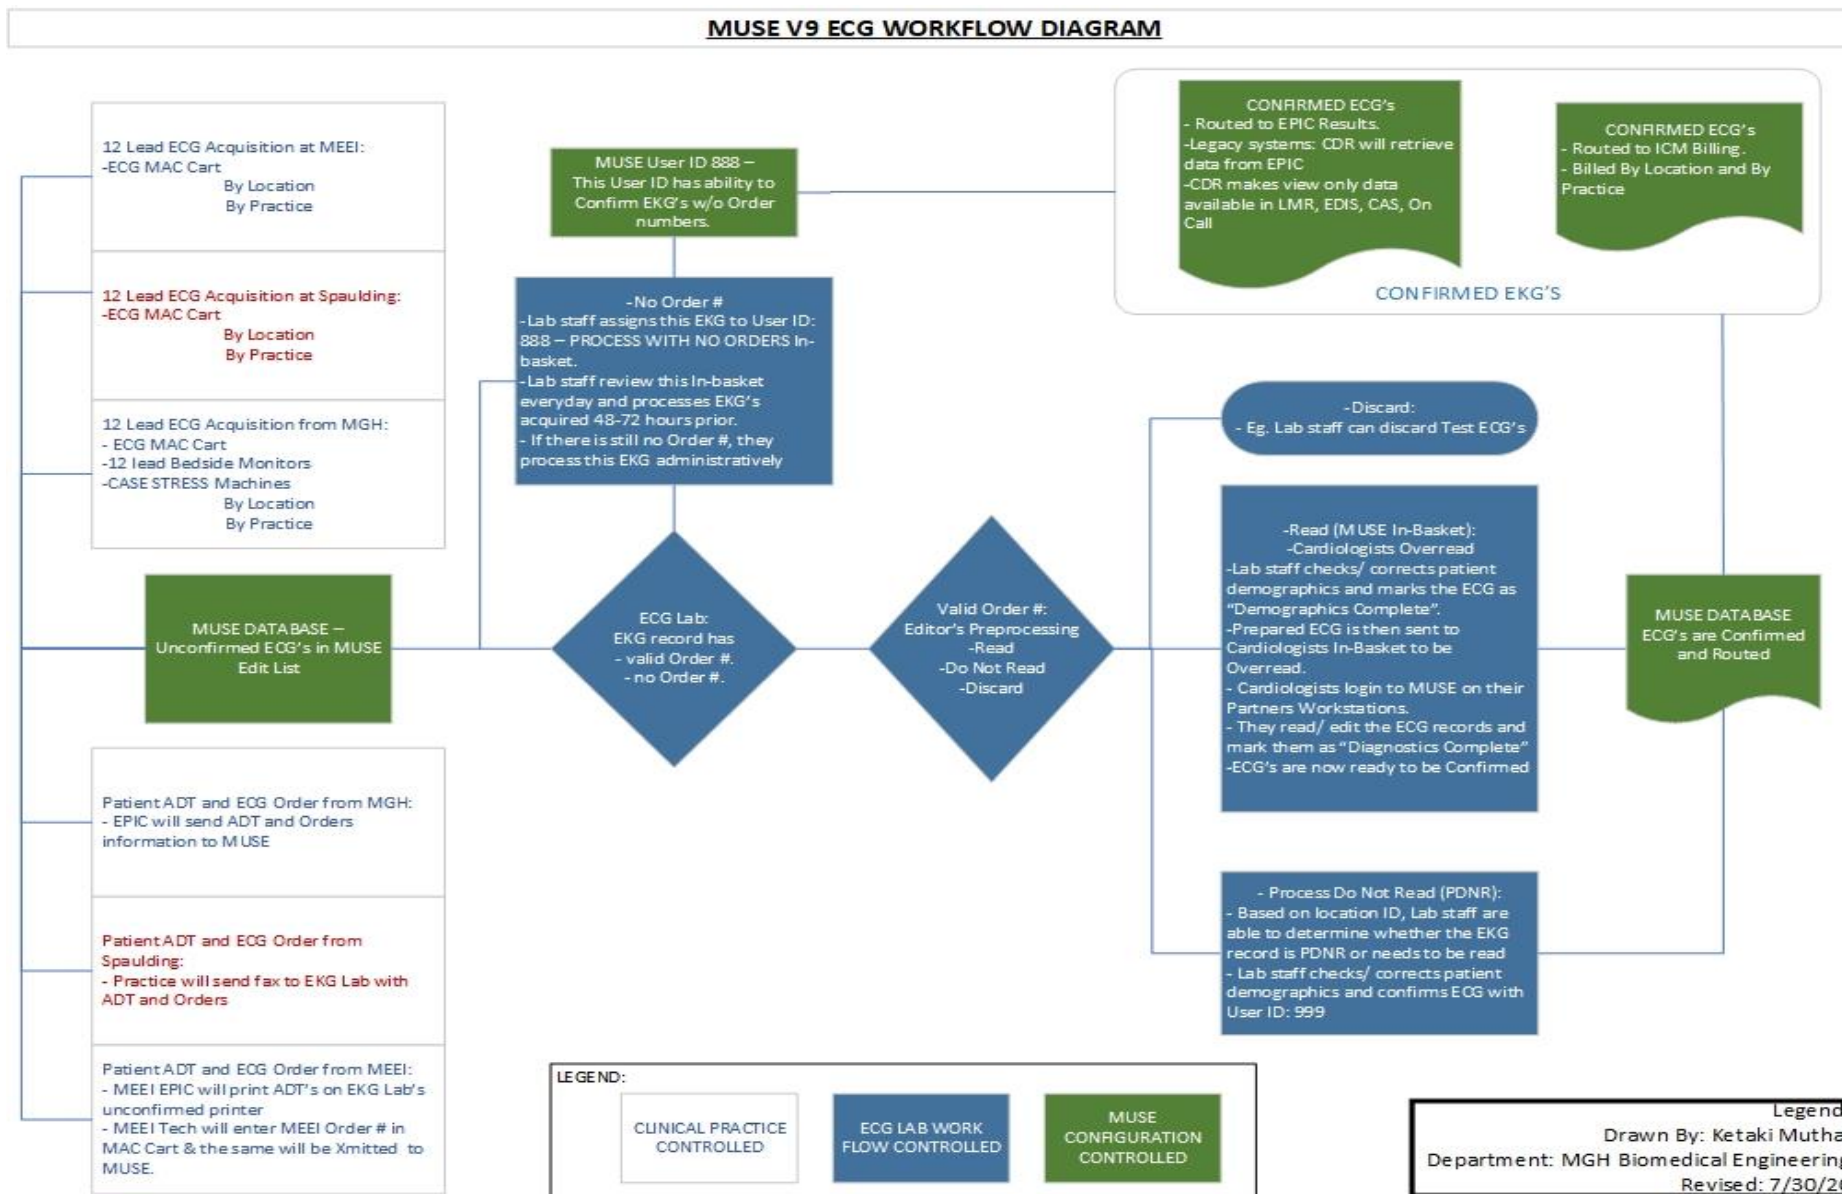 MUSE V9 ECG WORKFLOW DIAGRAM
12 Lead ECG Acquisition at MEEI:
-ECG MAC Cart
By Location
By Practice
12 Lead ECG Acquisition at Spaulding:
-ECG MAC Cart
By Location
By Practice
12 Lead ECG Acquisition from MGH:
- ECG MAC Cart
-12 lead Bedside Monitors
-CASE STRESS Machines
By Location
By Practice
MUSE DATABASE –
Unconfirmed ECG's in MUSE
Edit List
Patient ADT and ECG Order from MGH:
- EPIC will send ADT and Orders
information to MUSE
Patient ADT and ECG Order from
Spaulding:
- Practice will send fax to EKG Lab with
ADT and Orders
Patient ADT and ECG Order from MEEI:
- MEEI EPIC will print ADT's on EKG Lab's
unconfirmed printer
- MEEI Tech will enter MEEI Order # in
MAC Cart & the same will be Xmitted to
MUSE.
MUSE User ID 888 –
This User ID has ability to
Confirm EKG's w/o Order
numbers.
-No Order #
-Lab staff assigns this EKG to User ID:
888 – PROCESS WITH NO ORDERS In-
basket.
-Lab staff review this In-basket
everyday and processes EKG's
acquired 48-72 hours prior.
- If there is still no Order #, they
process this EKG administratively
ECG Lab:
EKG record has
- valid Order #.
- no Order #.
Valid Order #:
Editor's Preprocessing
-Read
-Do Not Read
-Discard
CONFIRMED ECG's
- Routed to EPIC Results.
-Legacy systems: CDR will retrieve
data from EPIC
-CDR makes view only data
available in LMR, EDIS, CAS, On
Call
CONFIRMED ECG's
- Routed to ICM Billing.
- Billed By Location and By
Practice
CONFIRMED EKG'S
-Discard:
- Eg. Lab staff can discard Test ECG's
-Read (MUSE In-Basket):
-Cardiologists Overread
-Lab staff checks/ corrects patient
demographics and marks the ECG as
"Demographics Complete".
-Prepared ECG is then sent to
Cardiologists In-Basket to be
Overread.
- Cardiologists login to MUSE on their
Partners Workstations.
- They read/ edit the ECG records and
mark them as "Diagnostics Complete"
-ECG's are now ready to be Confirmed
MUSE DATABASE
ECG's are Confirmed
and Routed
- Process Do Not Read (PDNR):
- Based on location ID, Lab staff are
able to determine whether the EKG
record is PDNR or needs to be read
- Lab staff checks/ corrects patient
demographics and confirms ECG with
User ID: 999
LEGEND:
CLINICAL PRACTICE
CONTROLLED
ECG LAB WORK
FLOW CONTROLLED
MUSE
CONFIGURATION
CONTROLLED
Legend
Drawn By: Ketaki Mutha
Department: MGH Biomedical Engineering
Revised: 7/30/2